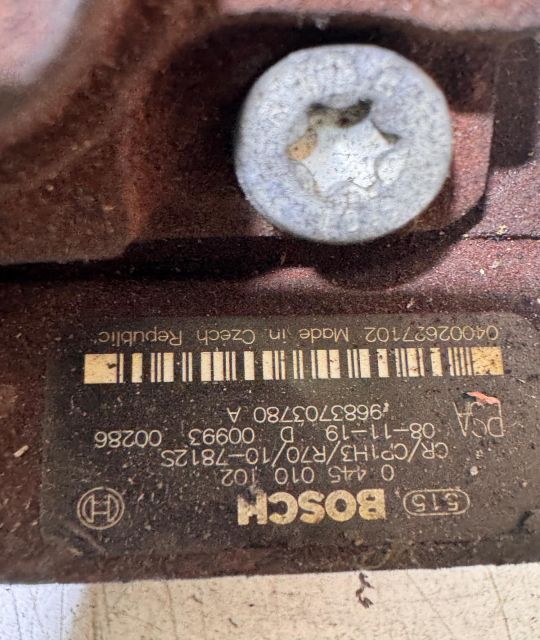 515 BOSCH
0 445 010 102
CR/CP1H3/R70/10-7812S
PSA 08-11-19 D 00993 00286
*9683703780 A
04002627102 Made in Czech Republic